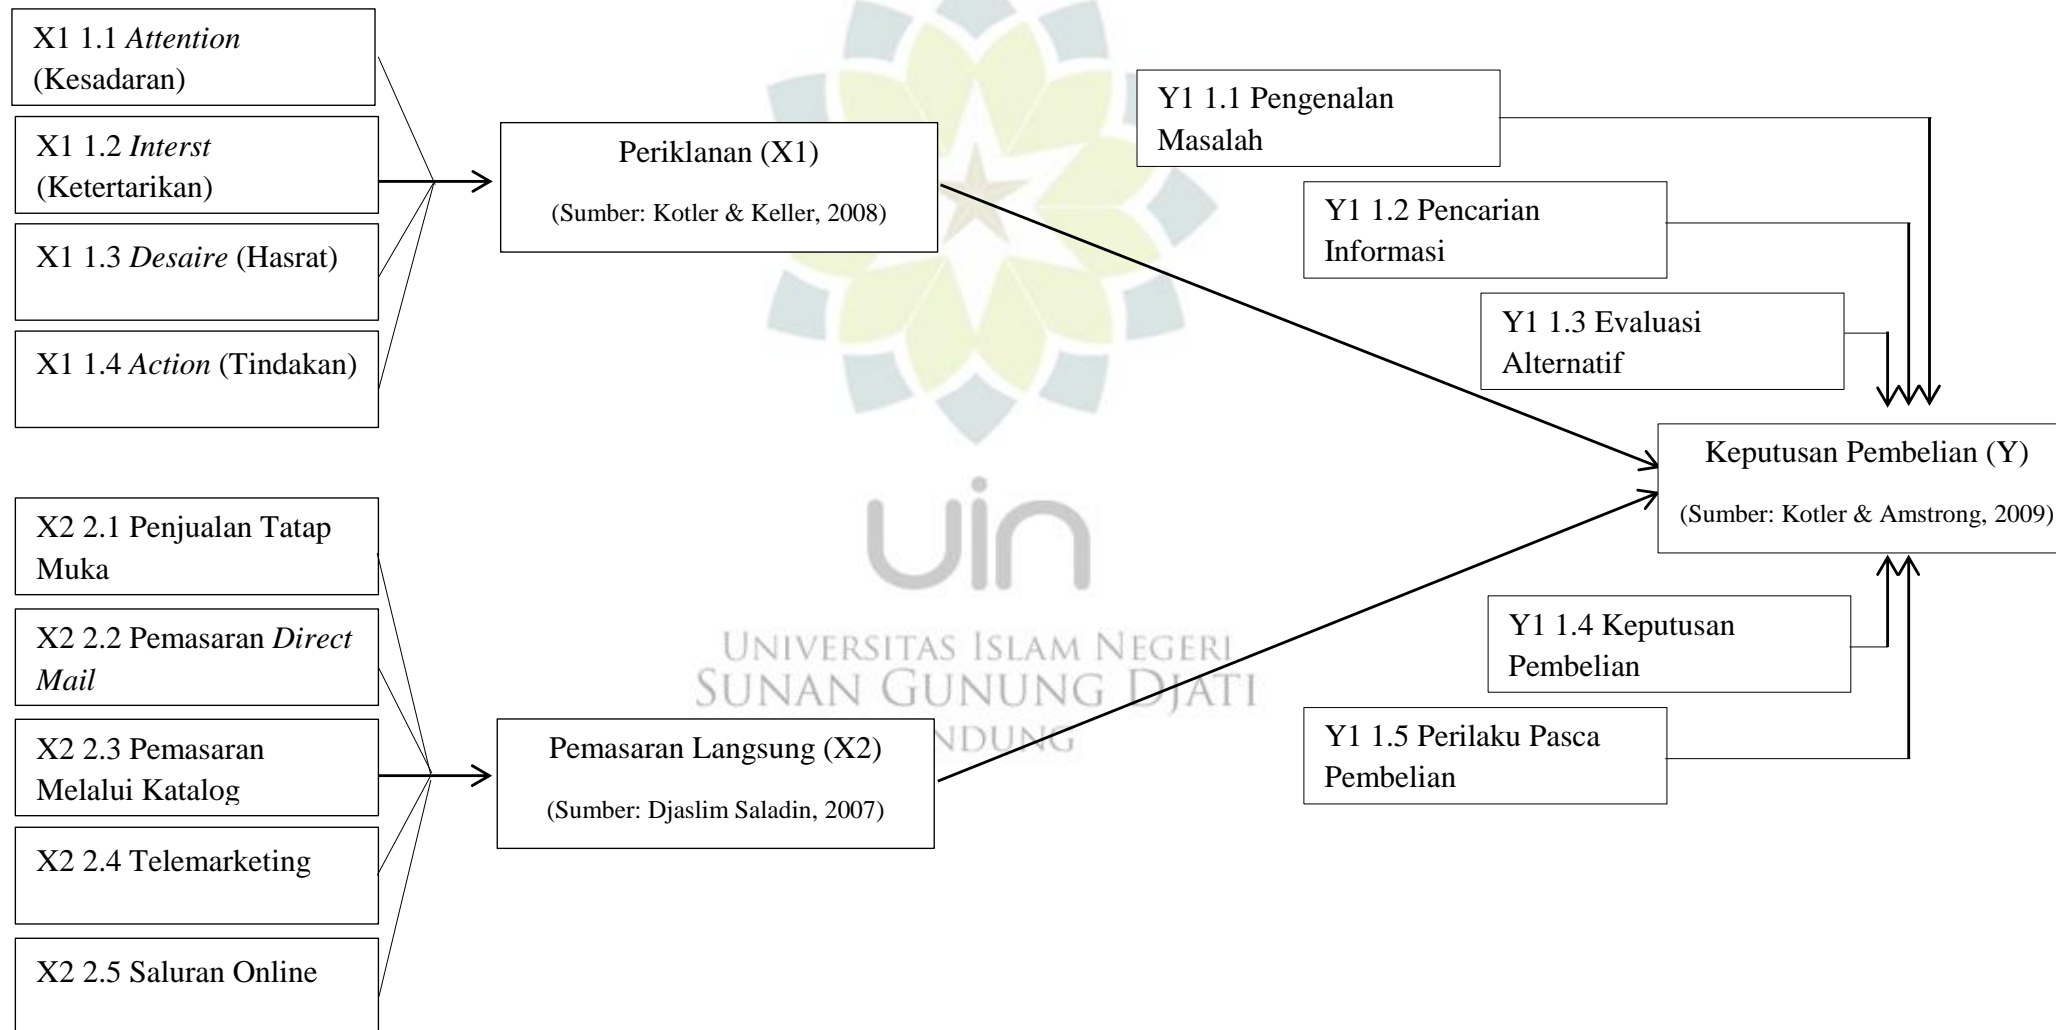 X1 1.1 Attention
(Kesadaran)
X1 1.2 Interst
(Ketertarikan)
X1 1.3 Desaire (Hasrat)
X1 1.4 Action (Tindakan)
Periklanan (X1)
(Sumber: Kotler & Keller, 2008)
Y1 1.1 Pengenalan
Masalah
Y1 1.2 Pencarian
Informasi
Y1 1.3 Evaluasi
Alternatif
Keputusan Pembelian (Y)
(Sumber: Kotler & Amstrong, 2009)
X2 2.1 Penjualan Tatap
Muka
X2 2.2 Pemasaran Direct
Mail
X2 2.3 Pemasaran
Melalui Katalog
X2 2.4 Telemarketing
X2 2.5 Saluran Online
Pemasaran Langsung (X2)
(Sumber: Djaslim Saladin, 2007)
Y1 1.4 Keputusan
Pembelian
Y1 1.5 Perilaku Pasca
Pembelian
uin
UNIVERSITAS ISLAM NEGERI
SUNAN GUNUNG DJATI